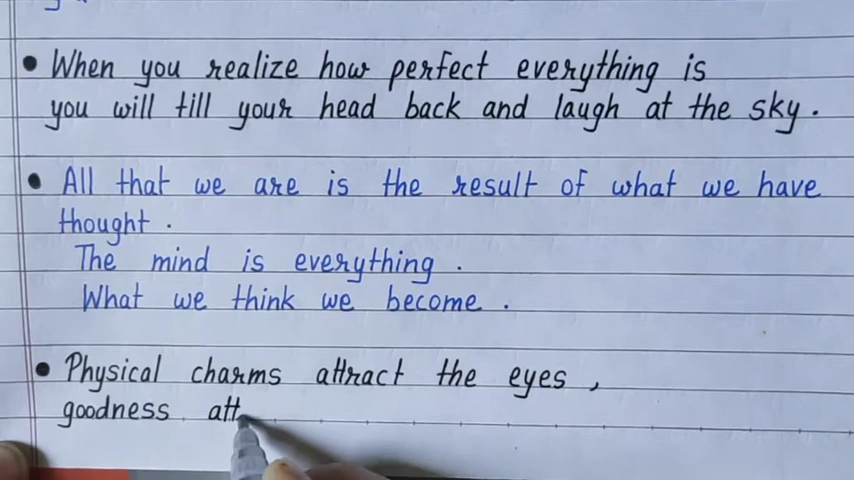 • When you realize how perfect everything is
you will till your head back and laugh at the sky.
• All that we are is the result of what we have
thought.
The mind is everything.
What we think we become.
• Physical charms attract the eyes,
goodness att